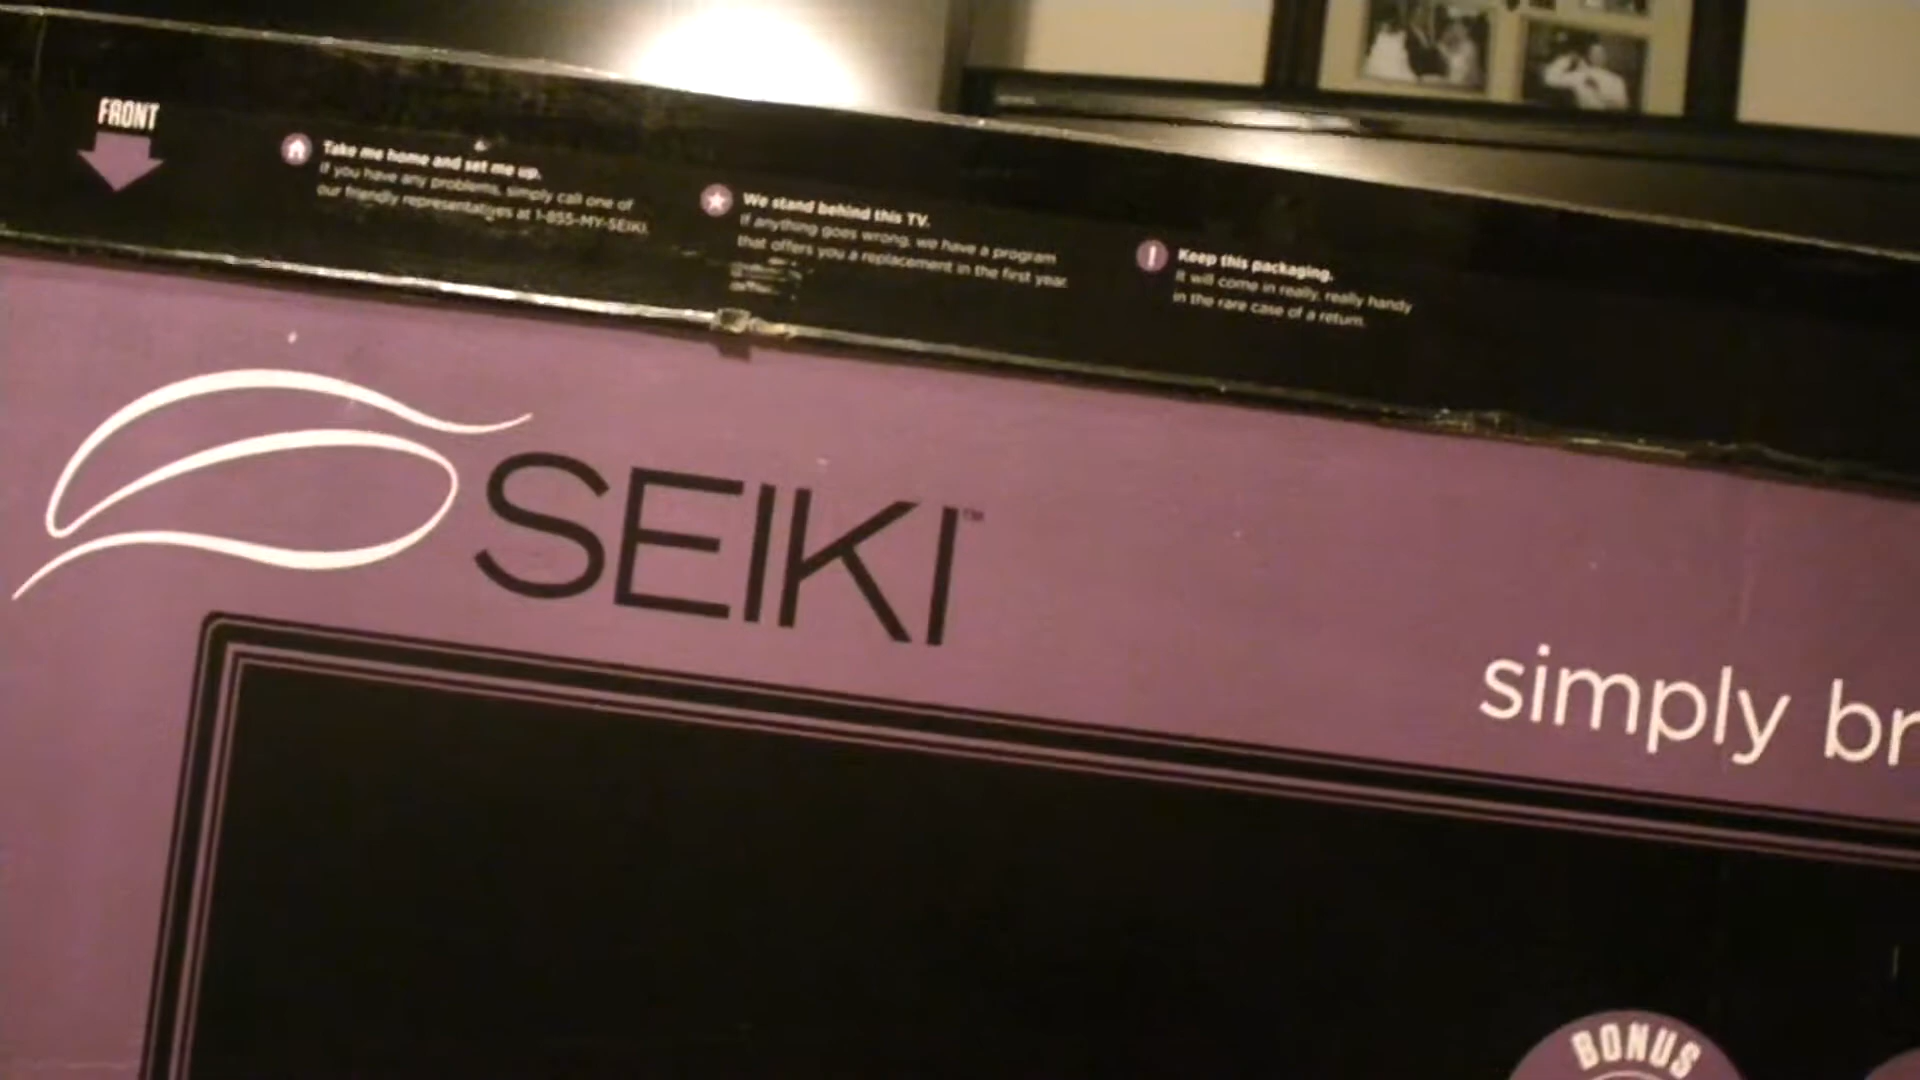 FRONT
Take me home and set me up.
If you have any problems, simply call one of
our friendly representatives at 1-855-MY-SEIKI.
We stand behind this TV.
If anything goes wrong, we have a program
that offers you a replacement in the first year.
Keep this packaging.
It will come in really, really handy
in the rare case of a return.
SEIKI™
simply br
BONUS